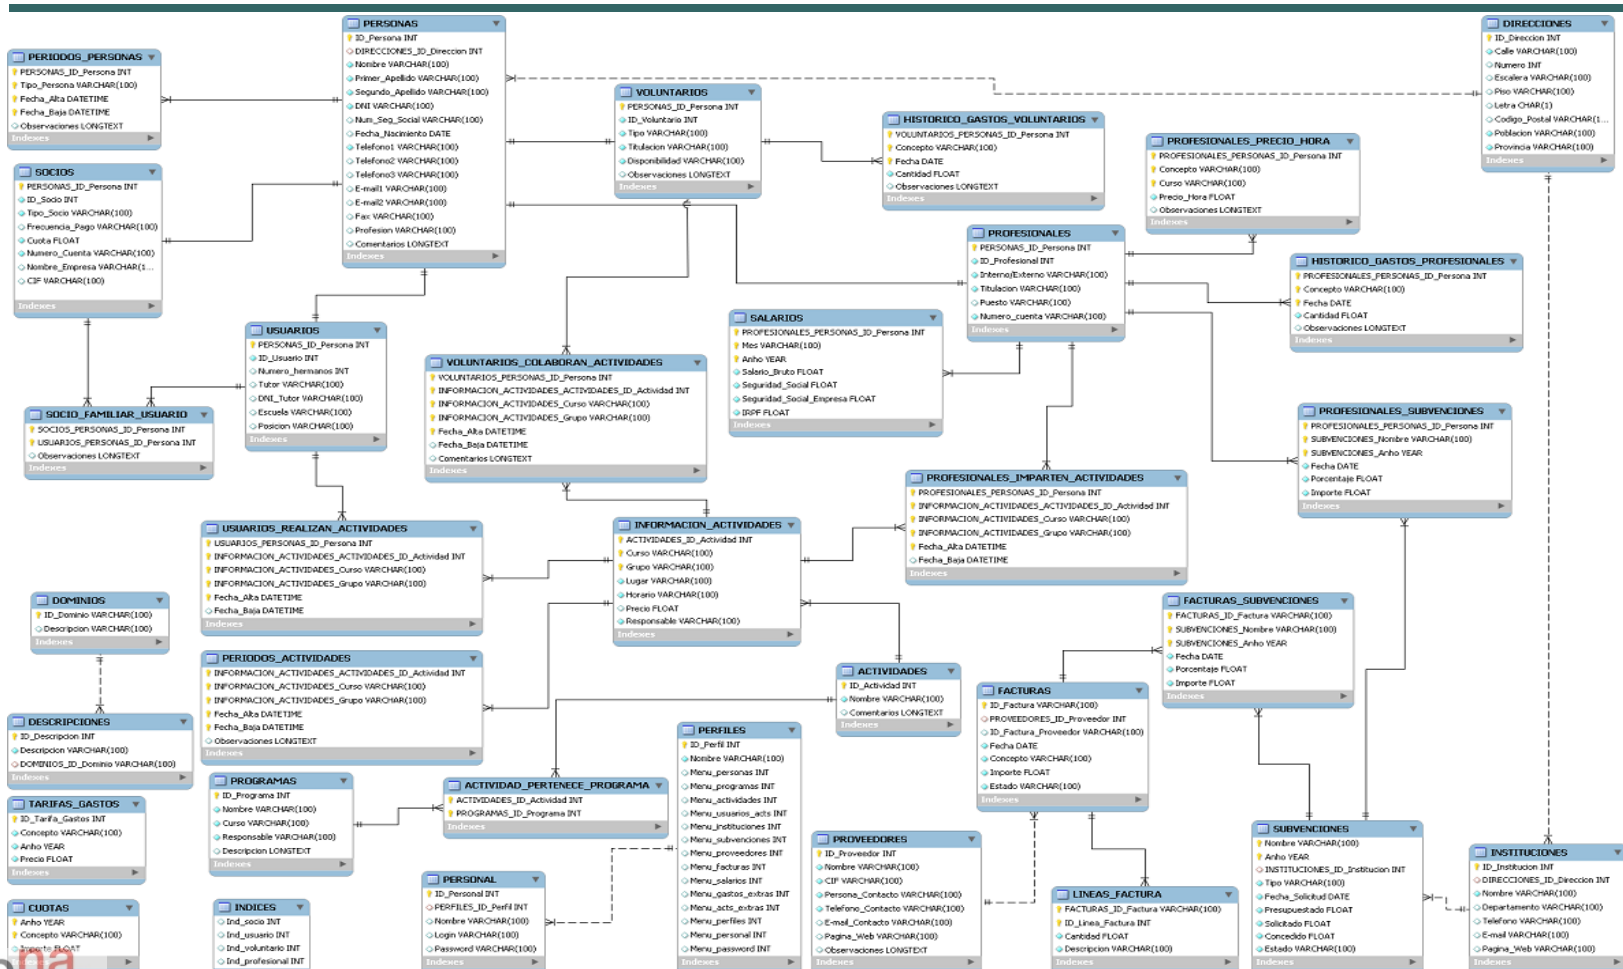 PERSONAS
ID_Persona INT
DIRECCIONES_ID_Direccion INT
Nombre VARCHAR(100)
Primer_Apellido VARCHAR(100)
Segundo_Apellido VARCHAR(100)
DNI VARCHAR(100)
Num_Seg_Social VARCHAR(100)
Fecha_Nacimiento DATE
Telefono1 VARCHAR(100)
Telefono2 VARCHAR(100)
Telefono3 VARCHAR(100)
E-mail1 VARCHAR(100)
E-mail2 VARCHAR(100)
Fax VARCHAR(100)
Profesion VARCHAR(100)
Comentarios LONGTEXT
Indexes
DIRECCIONES
ID_Direccion INT
Calle VARCHAR(100)
Numero INT
Escalera VARCHAR(100)
Piso VARCHAR(100)
Letra CHAR(1)
Codigo_Postal VARCHAR(1...
Poblacion VARCHAR(100)
Provincia VARCHAR(100)
Indexes
PERIODOS_PERSONAS
PERSONAS_ID_Persona INT
Tipo_Persona VARCHAR(100)
Fecha_Alta DATETIME
Fecha_Baja DATETIME
Observaciones LONGTEXT
Indexes
VOLUNTARIOS
PERSONAS_ID_Persona INT
ID_Voluntario INT
Tipo VARCHAR(100)
Titulacion VARCHAR(100)
Disponibilidad VARCHAR(100)
Observaciones LONGTEXT
Indexes
HISTORICO_GASTOS_VOLUNTARIOS
VOLUNTARIOS_PERSONAS_ID_Persona INT
Concepto VARCHAR(100)
Fecha DATE
Cantidad FLOAT
Observaciones LONGTEXT
Indexes
PROFESIONALES_PRECIO_HORA
PROFESIONALES_PERSONAS_ID_Persona INT
Concepto VARCHAR(100)
Curso VARCHAR(100)
Precio_Hora FLOAT
Observaciones LONGTEXT
Indexes
SOCIOS
PERSONAS_ID_Persona INT
ID_Socio INT
Tipo_Socio VARCHAR(100)
Frecuencia_Pago VARCHAR(100)
Cuota FLOAT
Numero_Cuenta VARCHAR(100)
Nombre_Empresa VARCHAR(1...
CIF VARCHAR(100)
Indexes
PROFESIONALES
PERSONAS_ID_Persona INT
ID_Profesional INT
Interno/Externo VARCHAR(100)
Titulacion VARCHAR(100)
Puesto VARCHAR(100)
Numero_cuenta VARCHAR(100)
Indexes
HISTORICO_GASTOS_PROFESIONALES
PROFESIONALES_PERSONAS_ID_Persona INT
Concepto VARCHAR(100)
Fecha DATE
Cantidad FLOAT
Observaciones LONGTEXT
Indexes
SALARIOS
PROFESIONALES_PERSONAS_ID_Persona INT
Mes VARCHAR(100)
Anho YEAR
Salario_Bruto FLOAT
Seguridad_Social FLOAT
Seguridad_Social_Empresa FLOAT
IRPF FLOAT
Indexes
USUARIOS
PERSONAS_ID_Persona INT
ID_Usuario INT
Numero_hermanos INT
Tutor VARCHAR(100)
DNI_Tutor VARCHAR(100)
Escuela VARCHAR(100)
Posicion VARCHAR(100)
Indexes
VOLUNTARIOS_COLABORAN_ACTIVIDADES
VOLUNTARIOS_PERSONAS_ID_Persona INT
INFORMACION_ACTIVIDADES_ACTIVIDADES_ID_Actividad INT
INFORMACION_ACTIVIDADES_Curso VARCHAR(100)
INFORMACION_ACTIVIDADES_Grupo VARCHAR(100)
Fecha_Alta DATETIME
Fecha_Baja DATETIME
Comentarios LONGTEXT
Indexes
SOCIO_FAMILIAR_USUARIO
SOCIOS_PERSONAS_ID_Persona INT
USUARIOS_PERSONAS_ID_Persona INT
Observaciones LONGTEXT
Indexes
PROFESIONALES_SUBVENCIONES
PROFESIONALES_PERSONAS_ID_Persona INT
SUBVENCIONES_Nombre VARCHAR(100)
SUBVENCIONES_Anho YEAR
Fecha DATE
Porcentaje FLOAT
Importe FLOAT
Indexes
PROFESIONALES_IMPARTEN_ACTIVIDADES
PROFESIONALES_PERSONAS_ID_Persona INT
INFORMACION_ACTIVIDADES_ACTIVIDADES_ID_Actividad INT
INFORMACION_ACTIVIDADES_Curso VARCHAR(100)
INFORMACION_ACTIVIDADES_Grupo VARCHAR(100)
Fecha_Alta DATETIME
Fecha_Baja DATETIME
Indexes
USUARIOS_REALIZAN_ACTIVIDADES
USUARIOS_PERSONAS_ID_Persona INT
INFORMACION_ACTIVIDADES_ACTIVIDADES_ID_Actividad INT
INFORMACION_ACTIVIDADES_Curso VARCHAR(100)
INFORMACION_ACTIVIDADES_Grupo VARCHAR(100)
Fecha_Alta DATETIME
Fecha_Baja DATETIME
Indexes
INFORMACION_ACTIVIDADES
ACTIVIDADES_ID_Actividad INT
Curso VARCHAR(100)
Grupo VARCHAR(100)
Lugar VARCHAR(100)
Horario VARCHAR(100)
Precio FLOAT
Responsable VARCHAR(100)
Indexes
DOMINIOS
ID_Dominio VARCHAR(100)
Descripcion VARCHAR(100)
Indexes
FACTURAS_SUBVENCIONES
FACTURAS_ID_Factura VARCHAR(100)
SUBVENCIONES_Nombre VARCHAR(100)
SUBVENCIONES_Anho YEAR
Fecha DATE
Porcentaje FLOAT
Importe FLOAT
Indexes
PERIODOS_ACTIVIDADES
INFORMACION_ACTIVIDADES_ACTIVIDADES_ID_Actividad INT
INFORMACION_ACTIVIDADES_Curso VARCHAR(100)
INFORMACION_ACTIVIDADES_Grupo VARCHAR(100)
Fecha_Alta DATETIME
Fecha_Baja DATETIME
Observaciones LONGTEXT
Indexes
ACTIVIDADES
ID_Actividad INT
Nombre VARCHAR(100)
Comentarios LONGTEXT
Indexes
FACTURAS
ID_Factura VARCHAR(100)
PROVEEDORES_ID_Proveedor INT
ID_Factura_Proveedor VARCHAR(100)
Fecha DATE
Concepto VARCHAR(100)
Importe FLOAT
Estado VARCHAR(100)
Indexes
DESCRIPCIONES
ID_Descripcion INT
Descripcion VARCHAR(100)
DOMINIOS_ID_Dominio VARCHAR(100)
Indexes
PERFILES
ID_Perfil INT
Nombre VARCHAR(100)
Menu_personas INT
Menu_programas INT
Menu_actividades INT
Menu_usuarios_acts INT
Menu_instituciones INT
Menu_subvenciones INT
Menu_proveedores INT
Menu_facturas INT
Menu_salarios INT
Menu_gastos_extras INT
Menu_acts_extras INT
Menu_perfiles INT
Menu_personal INT
Menu_password INT
PROGRAMAS
ID_Programa INT
Nombre VARCHAR(100)
Curso VARCHAR(100)
Responsable VARCHAR(100)
Descripcion LONGTEXT
Indexes
ACTIVIDAD_PERTENECE_PROGRAMA
ACTIVIDADES_ID_Actividad INT
PROGRAMAS_ID_Programa INT
Indexes
TARIFAS_GASTOS
ID_Tarifa_Gastos INT
Concepto VARCHAR(100)
Anho YEAR
Precio FLOAT
Indexes
PROVEEDORES
ID_Proveedor INT
Nombre VARCHAR(100)
CIF VARCHAR(100)
Persona_Contacto VARCHAR(100)
Telefono_Contacto VARCHAR(100)
E-mail_Contacto VARCHAR(100)
Pagina_Web VARCHAR(100)
Observaciones LONGTEXT
SUBVENCIONES
Nombre VARCHAR(100)
Anho YEAR
INSTITUCIONES_ID_Institucion INT
Tipo VARCHAR(100)
Fecha_Solicitud DATE
Presupuestado FLOAT
Solicitado FLOAT
Concedido FLOAT
Estado VARCHAR(100)
INSTITUCIONES
ID_Institucion INT
DIRECCIONES_ID_Direccion INT
Nombre VARCHAR(100)
Departamento VARCHAR(100)
Telefono VARCHAR(100)
E-mail VARCHAR(100)
Pagina_Web VARCHAR(100)
PERSONAL
ID_Personal INT
PERFILES_ID_Perfil INT
Nombre VARCHAR(100)
Login VARCHAR(100)
Password VARCHAR(100)
LINEAS_FACTURA
FACTURAS_ID_Factura VARCHAR(100)
ID_Linea_Factura INT
Cantidad FLOAT
Descripcion VARCHAR(100)
CUOTAS
Anho YEAR
Concepto VARCHAR(100)
Importe FLOAT
INDICES
Ind_socio INT
Ind_usuario INT
Ind_voluntario INT
Ind_profesional INT